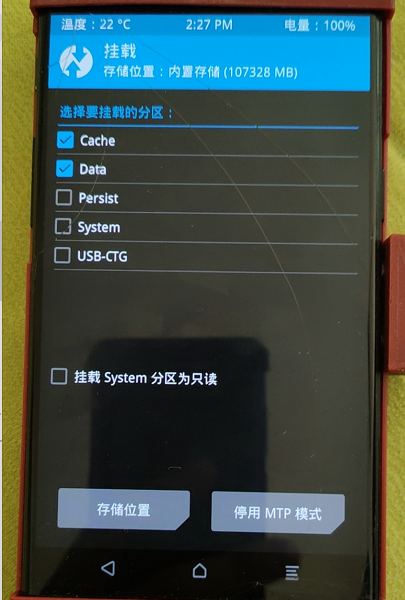 温度：22 °C 2:27 PM 电量：100%
挂载
存储位置：内置存储 (107328 MB)
选择要挂载的分区：
Cache
Data
Persist
System
USB-CTG
挂载 System 分区为只读
存储位置 停用 MTP 模式